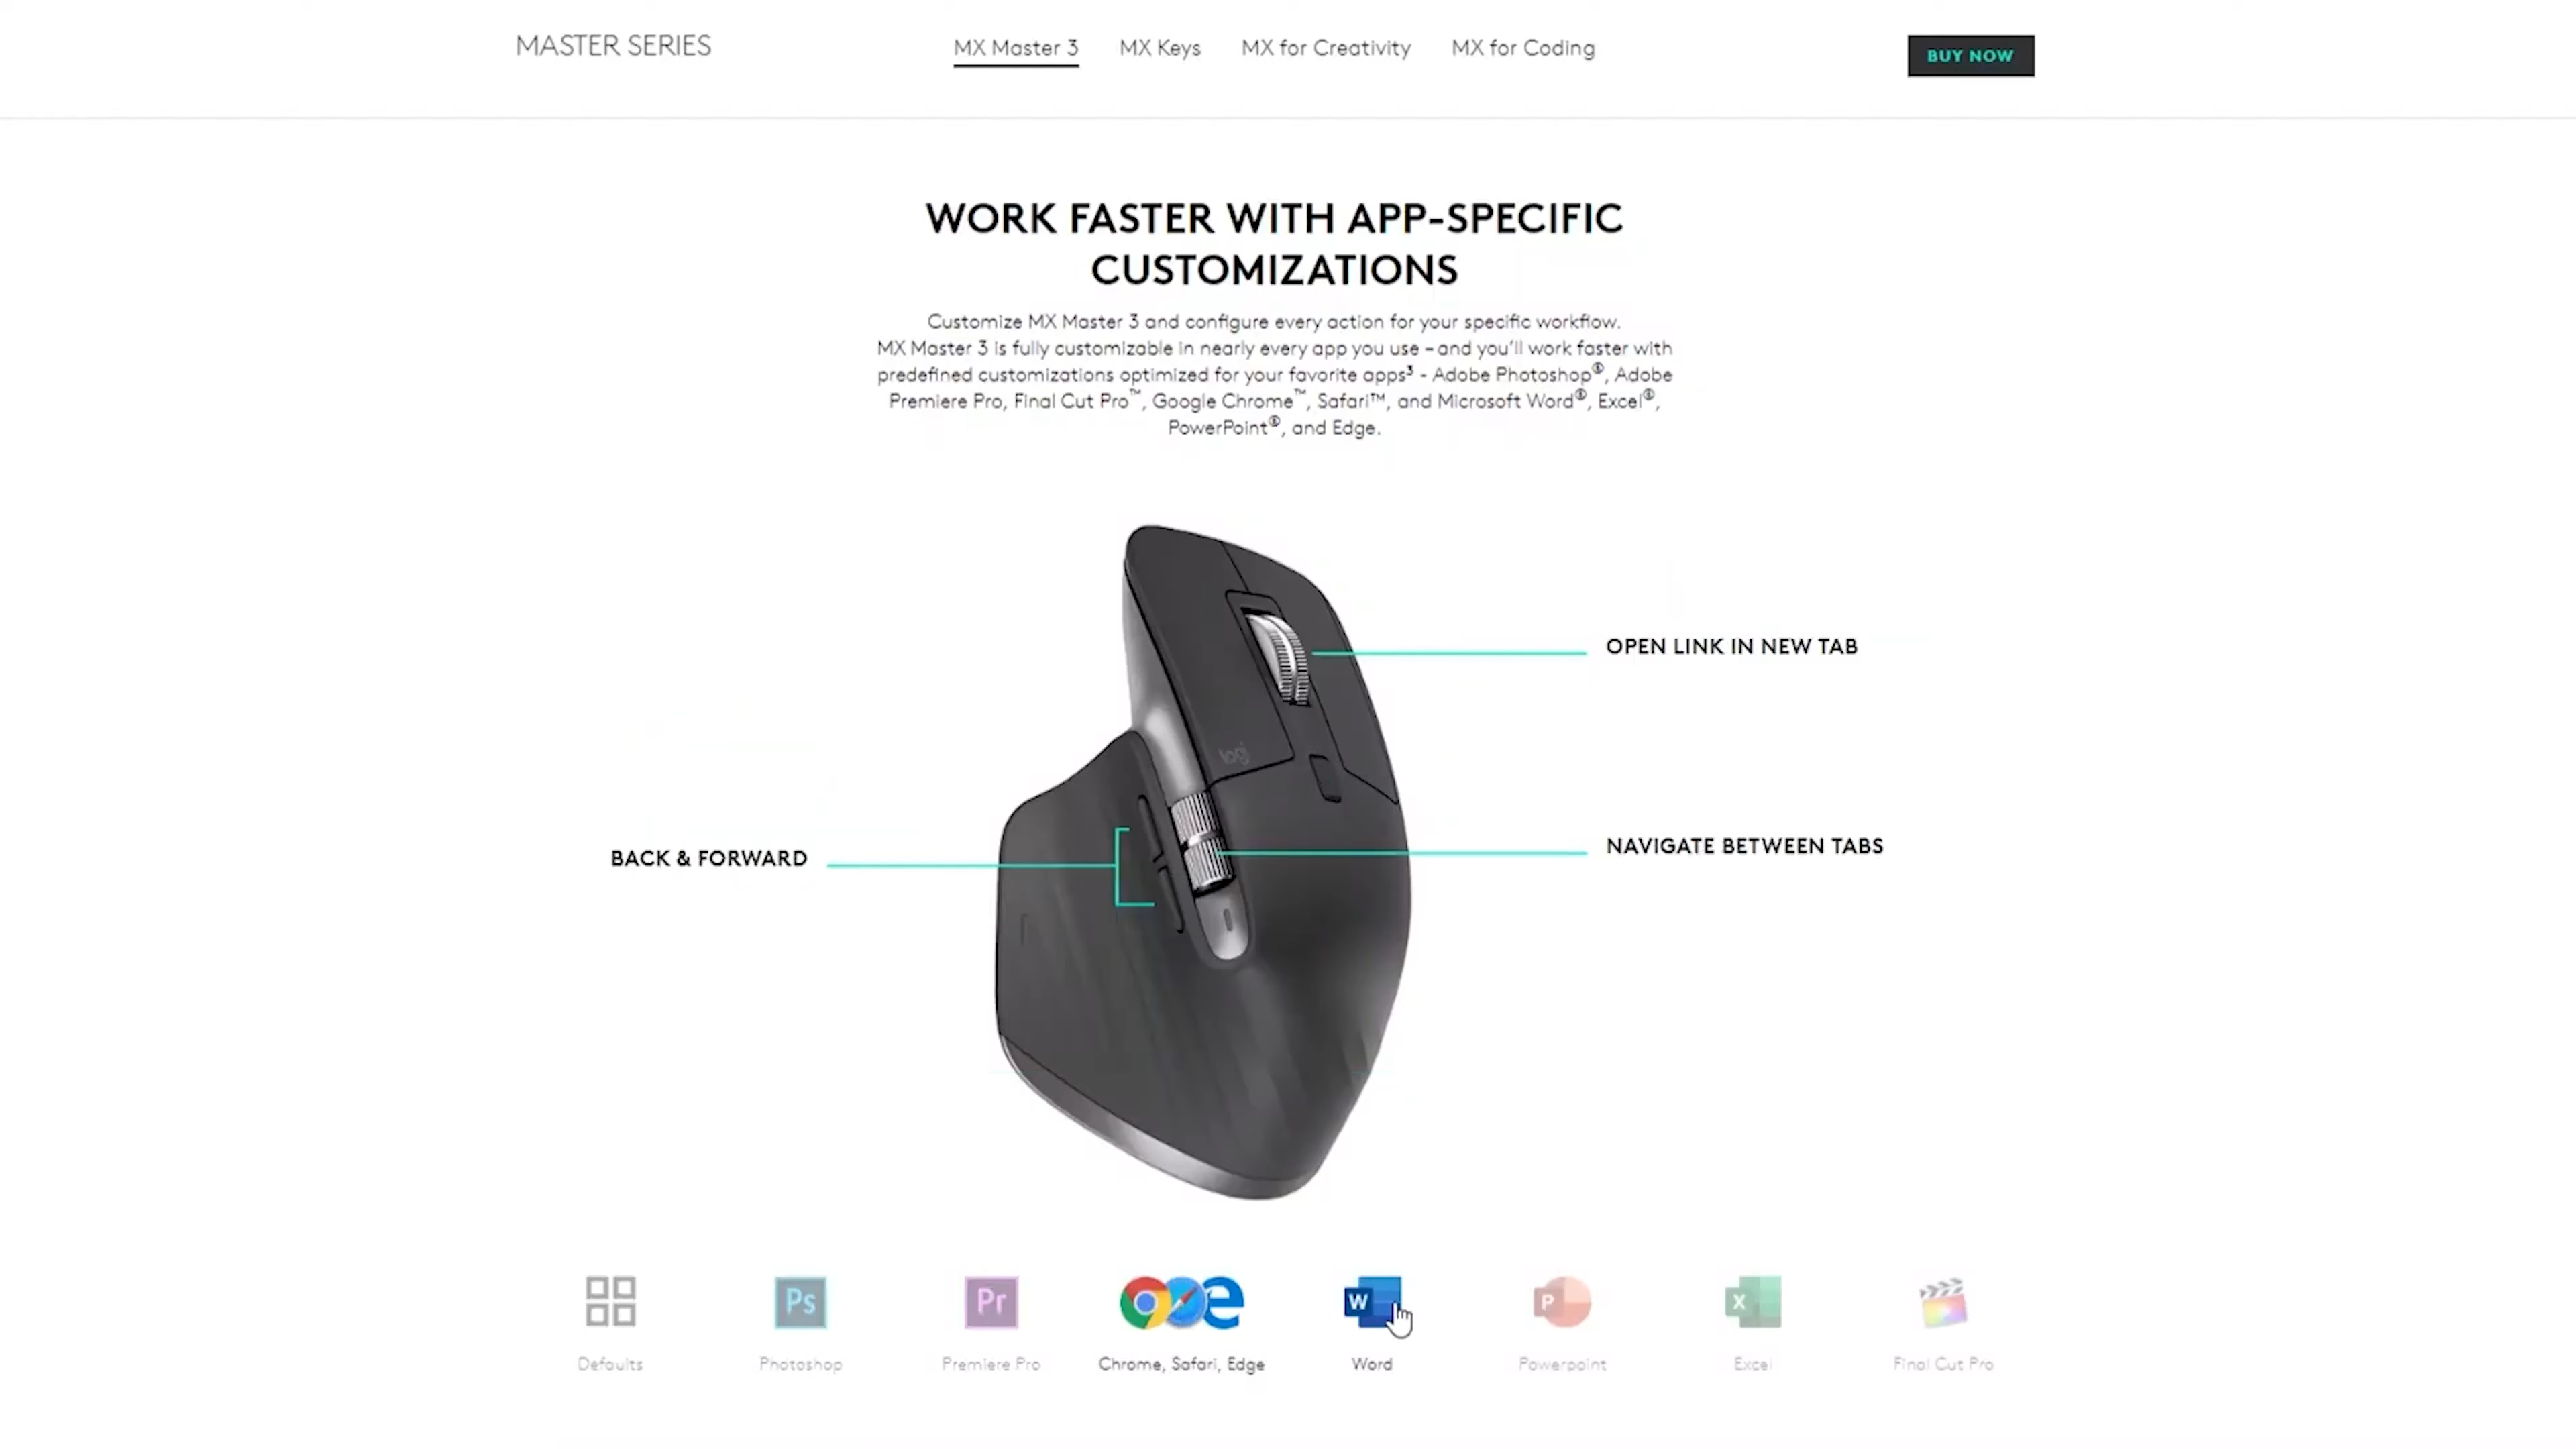 MASTER SERIES
MX Master 3
MX Keys
MX for Creativity
MX for Coding
BUY NOW
WORK FASTER WITH APP-SPECIFIC
CUSTOMIZATIONS
Customize MX Master 3 and configure every action for your specific workflow.
MX Master 3 is fully customizable in nearly every app you use – and you'll work faster with
predefined customizations optimized for your favorite apps³ - Adobe Photoshop®, Adobe
Premiere Pro, Final Cut Pro™, Google Chrome™, Safari™, and Microsoft Word®, Excel®,
PowerPoint®, and Edge.
OPEN LINK IN NEW TAB
logi
BACK & FORWARD
NAVIGATE BETWEEN TABS
Ps
Pr
W
P
X
Defaults
Photoshop
Premiere Pro
Chrome, Safari, Edge
Word
Powerpoint
Excel
Final Cut Pro